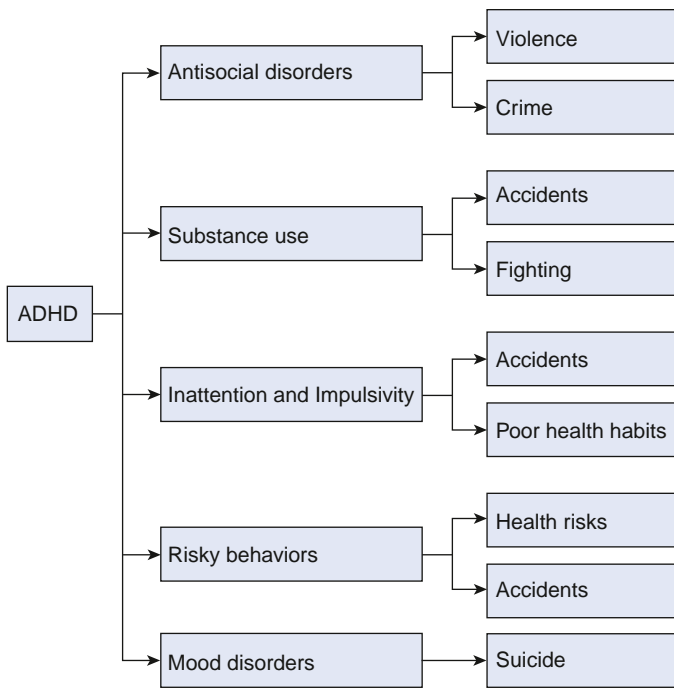 ADHD
Antisocial disorders
Violence
Crime
Substance use
Accidents
Fighting
Inattention and Impulsivity
Accidents
Poor health habits
Risky behaviors
Health risks
Accidents
Mood disorders
Suicide